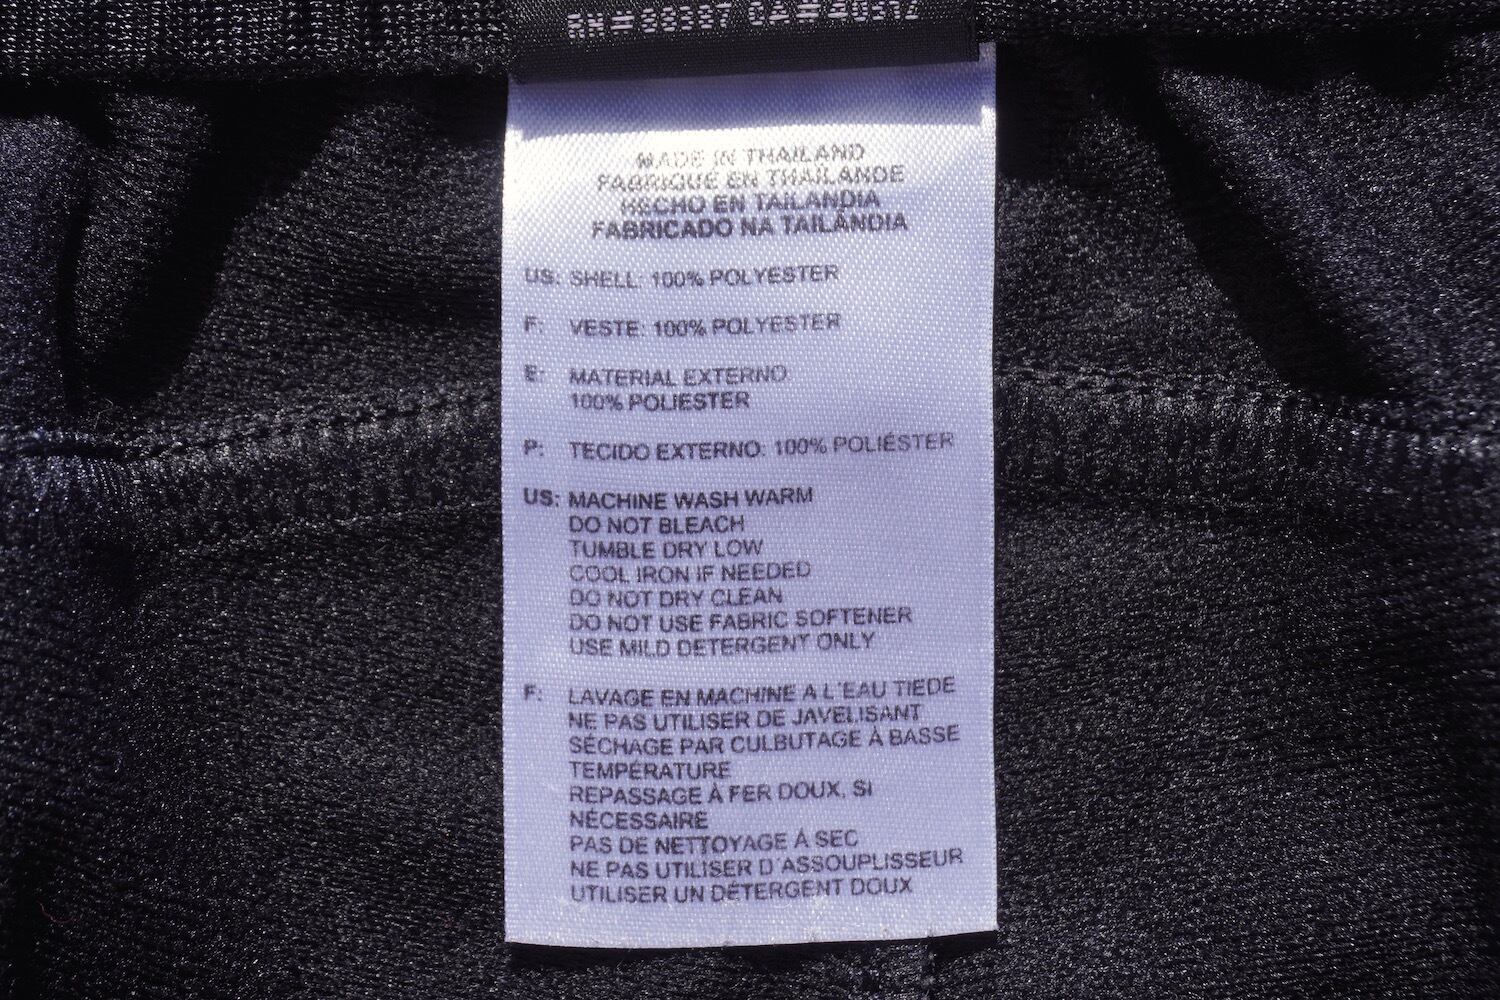 MADE IN THAILAND
FABRIQUÉ EN THAÏLANDE
HECHO EN TAILANDIA
FABRICADO NA TAILÂNDIA
US: SHELL: 100% POLYESTER
F: VESTE: 100% POLYESTER
E: MATERIAL EXTERNO
100% POLIESTER
P: TECIDO EXTERNO: 100% POLIÉSTER
US: MACHINE WASH WARM
DO NOT BLEACH
TUMBLE DRY LOW
COOL IRON IF NEEDED
DO NOT DRY CLEAN
DO NOT USE FABRIC SOFTENER
USE MILD DETERGENT ONLY
F: LAVAGE EN MACHINE A L'EAU TIEDE
NE PAS UTILISER DE JAVELISANT
SÉCHAGE PAR CULBUTAGE À BASSE
TEMPÉRATURE
REPASSAGE À FER DOUX, SI
NÉCESSAIRE
PAS DE NETTOYAGE À SEC
NE PAS UTILISER D'ASSOUPLISSEUR
UTILISER UN DÉTERGENT DOUX